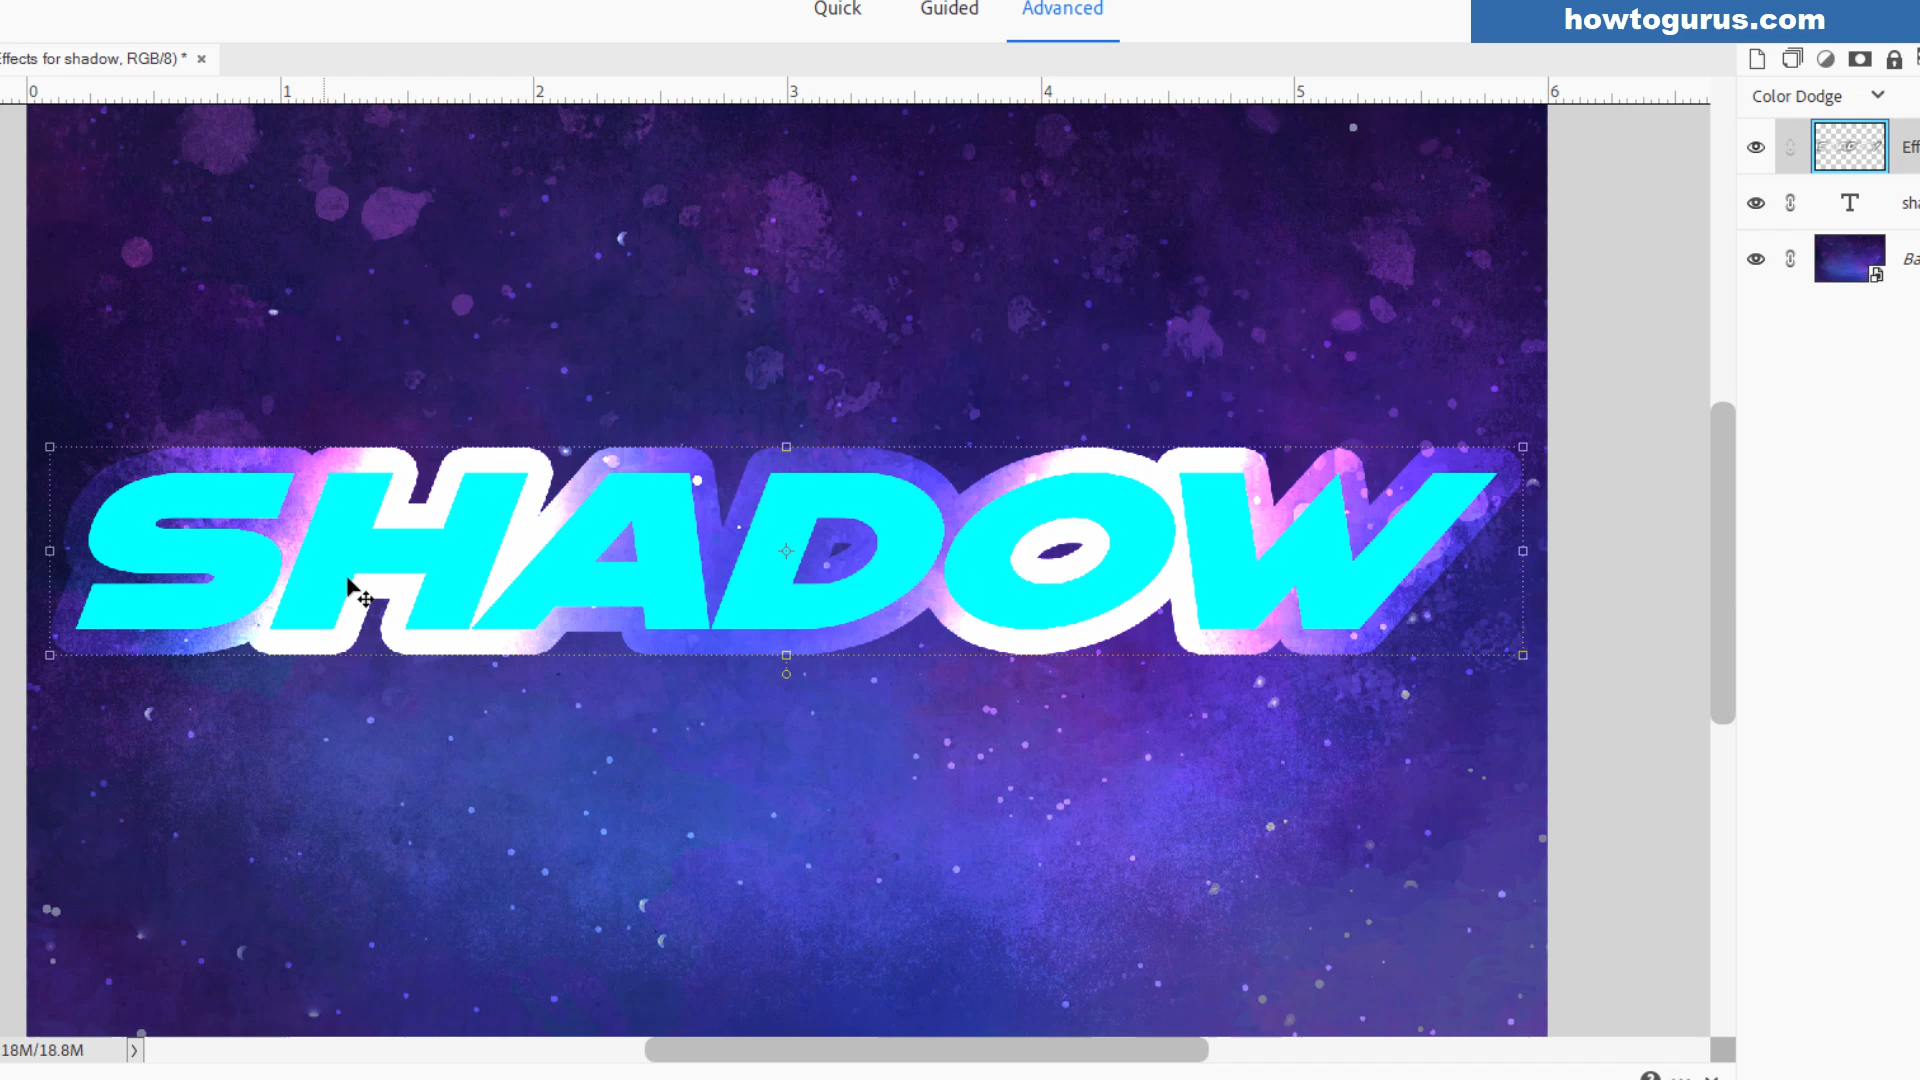 Quick Guided Advanced
howtogurus.com
Effects for shadow, RGB/8) * ×
0 1 2 3 4 5 6
Color Dodge
Eff
T sha
Ba
SHADOW
18M/18.8M